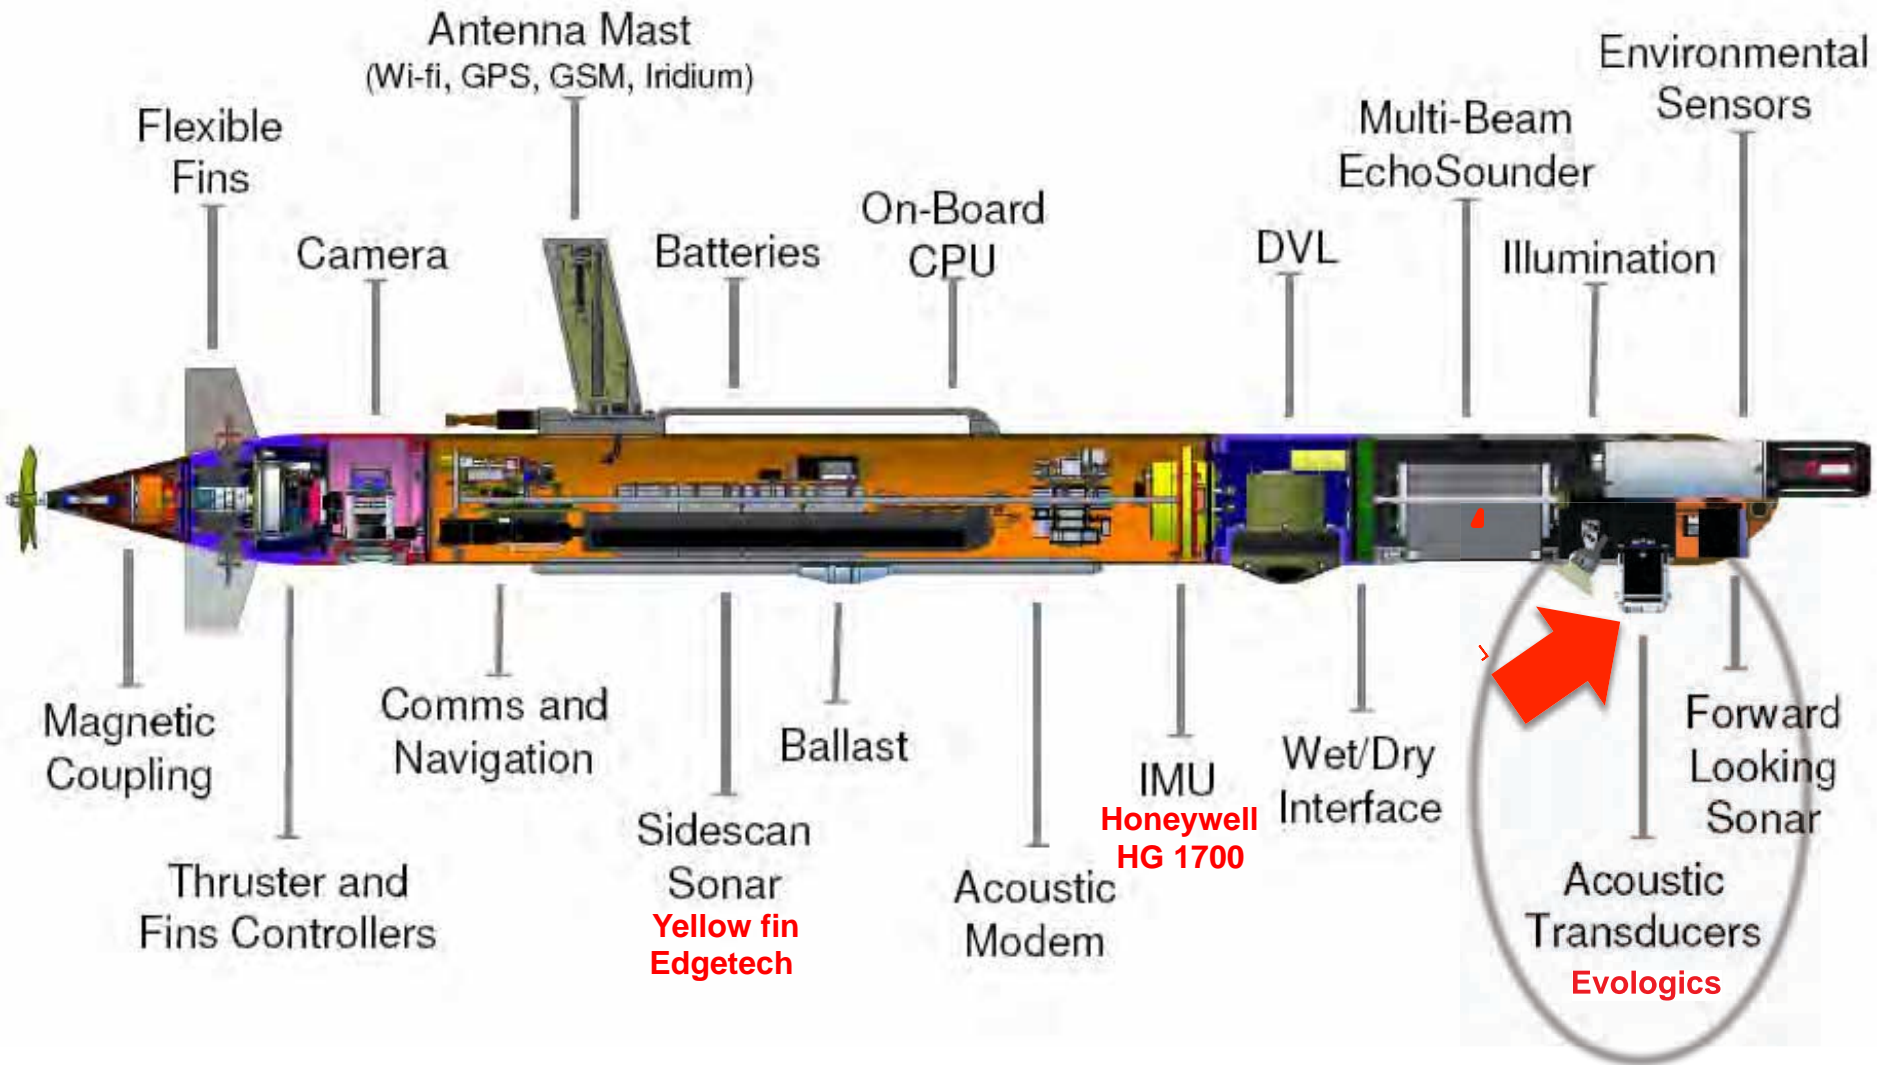 Antenna Mast
(Wi-fi, GPS, GSM, Iridium)
Environmental
Sensors
Flexible
Fins
Multi-Beam
EchoSounder
Camera
Batteries
On-Board
CPU
DVL
Illumination
Magnetic
Coupling
Thruster and
Fins Controllers
Comms and
Navigation
Sidescan
Sonar
Yellow fin
Edgetech
Ballast
Acoustic
Modem
IMU
Honeywell
HG 1700
Wet/Dry
Interface
Acoustic
Transducers
Evologics
Forward
Looking
Sonar